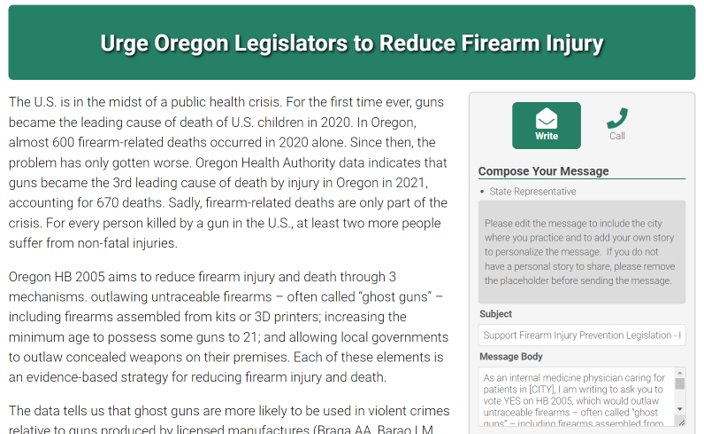 Urge Oregon Legislators to Reduce Firearm Injury
The U.S. is in the midst of a public health crisis. For the first time ever, guns
became the leading cause of death of U.S. children in 2020. In Oregon,
almost 600 firearm-related deaths occurred in 2020 alone. Since then, the
problem has only gotten worse. Oregon Health Authority data indicates that
guns became the 3rd leading cause of death by injury in Oregon in 2021,
accounting for 670 deaths. Sadly, firearm-related deaths are only part of the
crisis. For every person killed by a gun in the U.S., at least two more people
suffer from non-fatal injuries.
Oregon HB 2005 aims to reduce firearm injury and death through 3
mechanisms. outlawing untraceable firearms – often called “ghost guns” –
including firearms assembled from kits or 3D printers; increasing the
minimum age to possess some guns to 21; and allowing local governments
to outlaw concealed weapons on their premises. Each of these elements is
an evidence-based strategy for reducing firearm injury and death.
The data tells us that ghost guns are more likely to be used in violent crimes
relative to guns produced by licensed manufactures (Braga AA, Barao LM,
Write
Call
Compose Your Message
• State Representative
Please edit the message to include the city
where you practice and to add your own story
to personalize the message. If you do not
have a personal story to share, please remove
the placeholder before sending the message.
Subject
Support Firearm Injury Prevention Legislation -
Message Body
As an internal medicine physician caring for
patients in [CITY], I am writing to ask you to
vote YES on HB 2005, which would outlaw
untraceable firearms – often called “ghost
guns” – including firearms assembled from